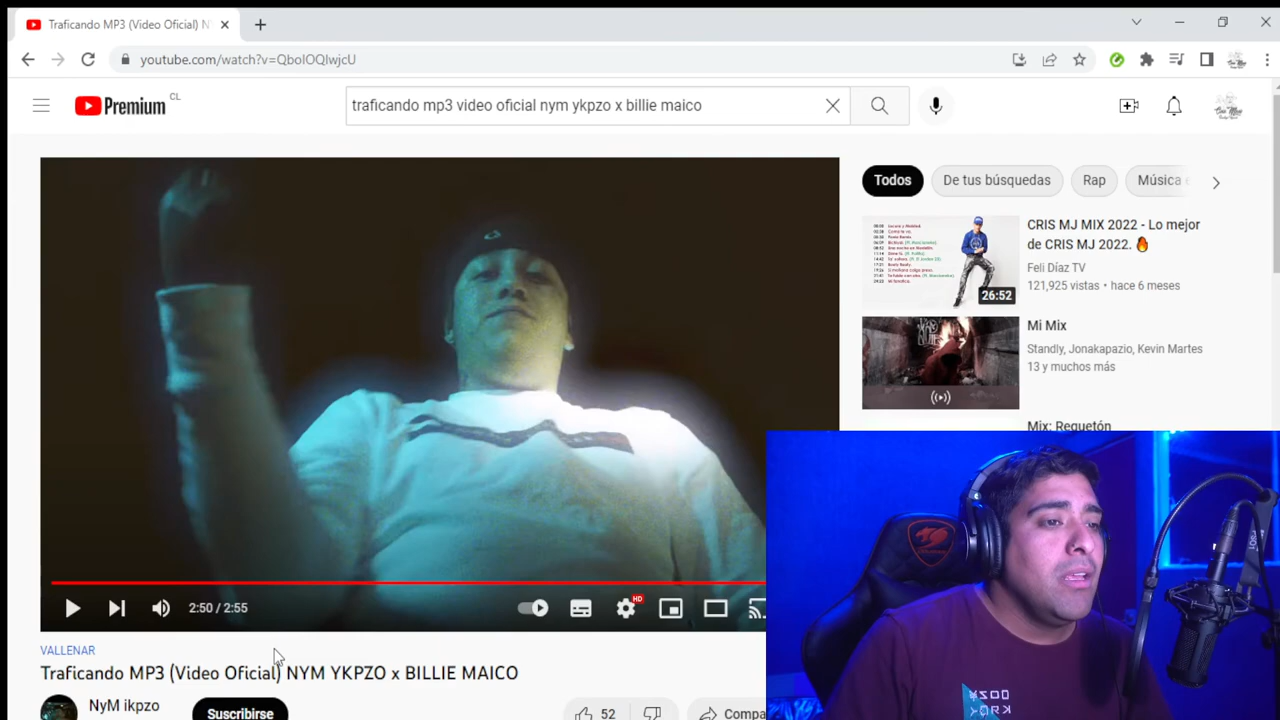 Traficando MP3 (Video Oficial) N
youtube.com/watch?v=QboIOQIwjcU
Premium CL
traficando mp3 video oficial nym ykpzo x billie maico
Todos
De tus búsquedas
Rap
Música e
CRIS MJ MIX 2022 - Lo mejor
de CRIS MJ 2022. 🔥
Feli Díaz TV
121,925 vistas • hace 6 meses
26:52
Mi Mix
Standly, Jonakapazio, Kevin Martes
13 y muchos más
Mix: Reguetón
2:50 / 2:55
HD
VALLENAR
Traficando MP3 (Video Oficial) NYM YKPZO x BILLIE MAICO
NyM ikpzo
Suscribirse
52
Compa